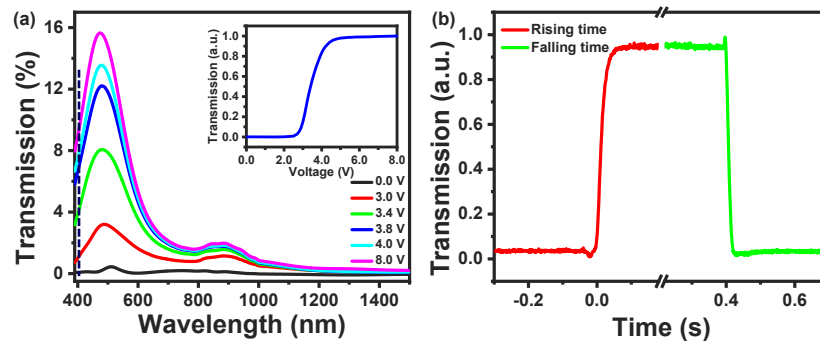 (a)
Transmission (%)
16
12
8
4
0
400 600 800 1000 1200 1400
Wavelength (nm)
Transmission (a.u.)
1.0
0.8
0.6
0.4
0.2
0.0
0.0 2.0 4.0 6.0 8.0
Voltage (V)
0.0 V
3.0 V
3.4 V
3.8 V
4.0 V
8.0 V
(b)
Transmission (a.u.)
1.0
0.8
0.6
0.4
0.2
0.0
-0.2 0.0 0.4 0.6
Time (s)
Rising time
Falling time